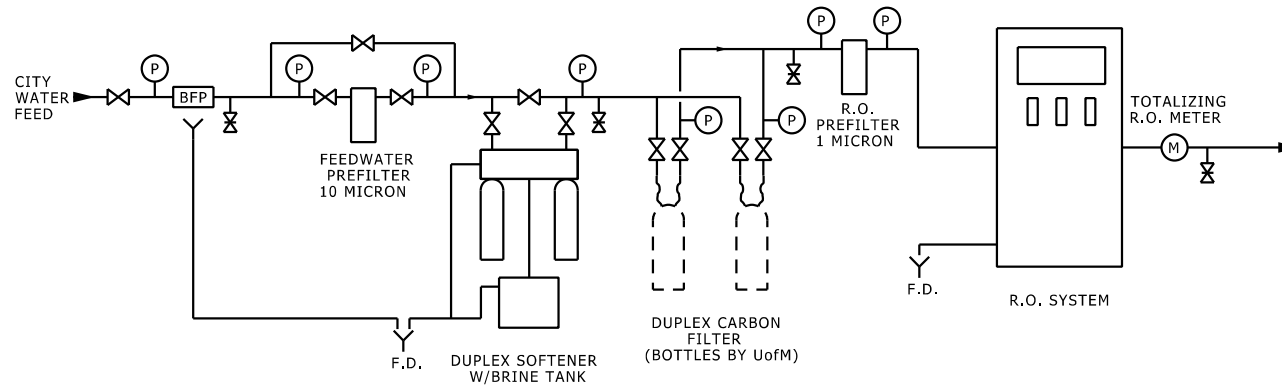 CITY
WATER
FEED
P
BFP
P
P
FEEDWATER
PREFILTER
10 MICRON
P
P
P
P
P
R.O.
PREFILTER
1 MICRON
TOTALIZING
R.O. METER
M
F.D.
DUPLEX SOFTENER
W/BRINE TANK
DUPLEX CARBON
FILTER
(BOTTLES BY UofM)
F.D.
R.O. SYSTEM